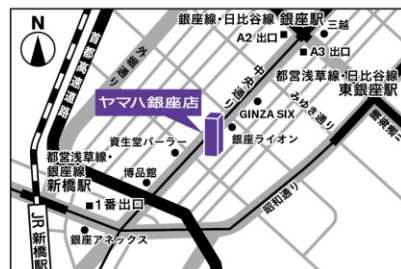 N
銀座線・日比谷線 銀座駅
三越
A2 出口
A3 出口
首都高速道路
外堀通り
中央通り
都営浅草線・日比谷線
東銀座駅
みゆき通り
ヤマハ銀座店
GINZA SIX
銀座ライオン
資生堂パーラー
都営浅草線・
銀座線
新橋駅
博品館
1番出口
昭和通り
銀座アネックス
JR 新橋駅